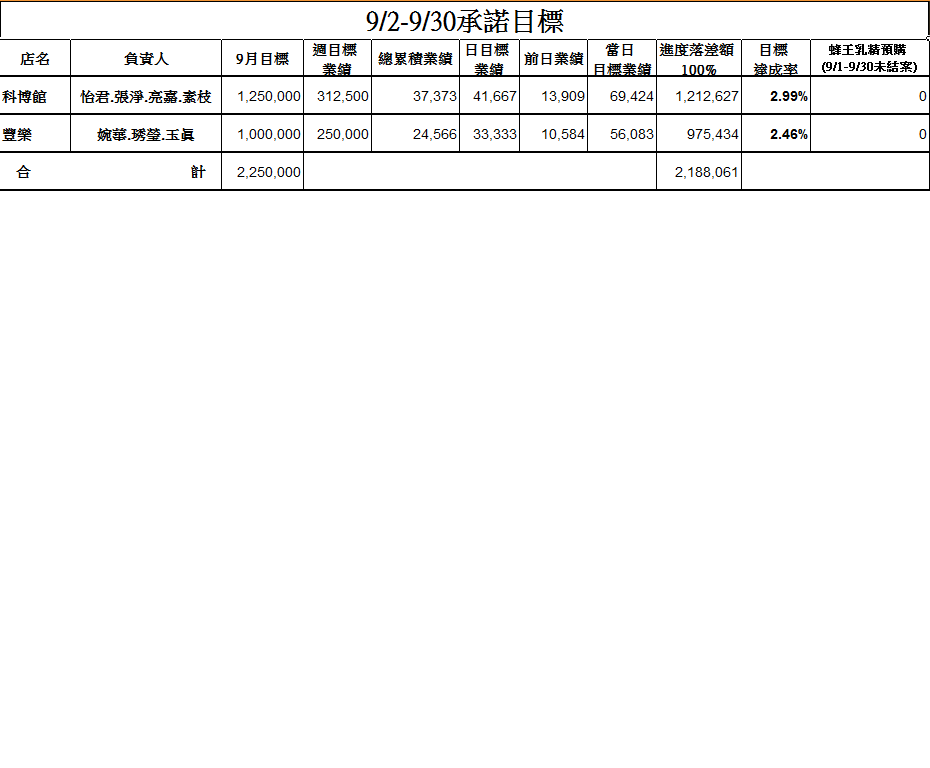 9/2-9/30承諾目標
店名 負責人 9月目標 週目標業績 總累積業績 日目標業績 前日業績 當日目標業績 進度落差額100% 目標達成率 蜂王乳精預購(9/1-9/30未結案)
科博館 怡君.張淨.亮嘉.素枝 1,250,000 312,500 37,373 41,667 13,909 69,424 1,212,627 2.99% 0
豐樂 婉華.琇瑩.玉眞 1,000,000 250,000 24,566 33,333 10,584 56,083 975,434 2.46% 0
合計 2,250,000 2,188,061